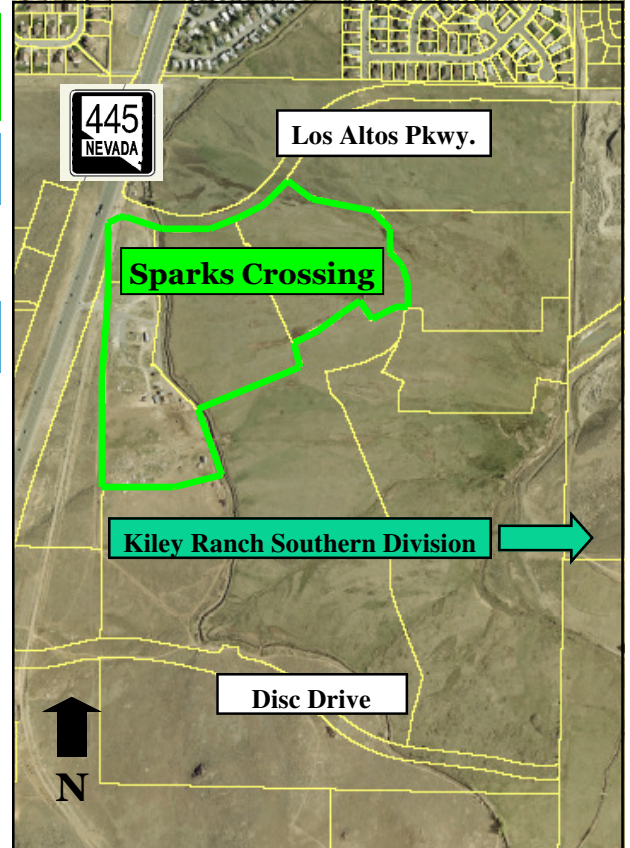 445
NEVADA
Los Altos Pkwy.
Sparks Crossing
Kiley Ranch Southern Division
Disc Drive
N